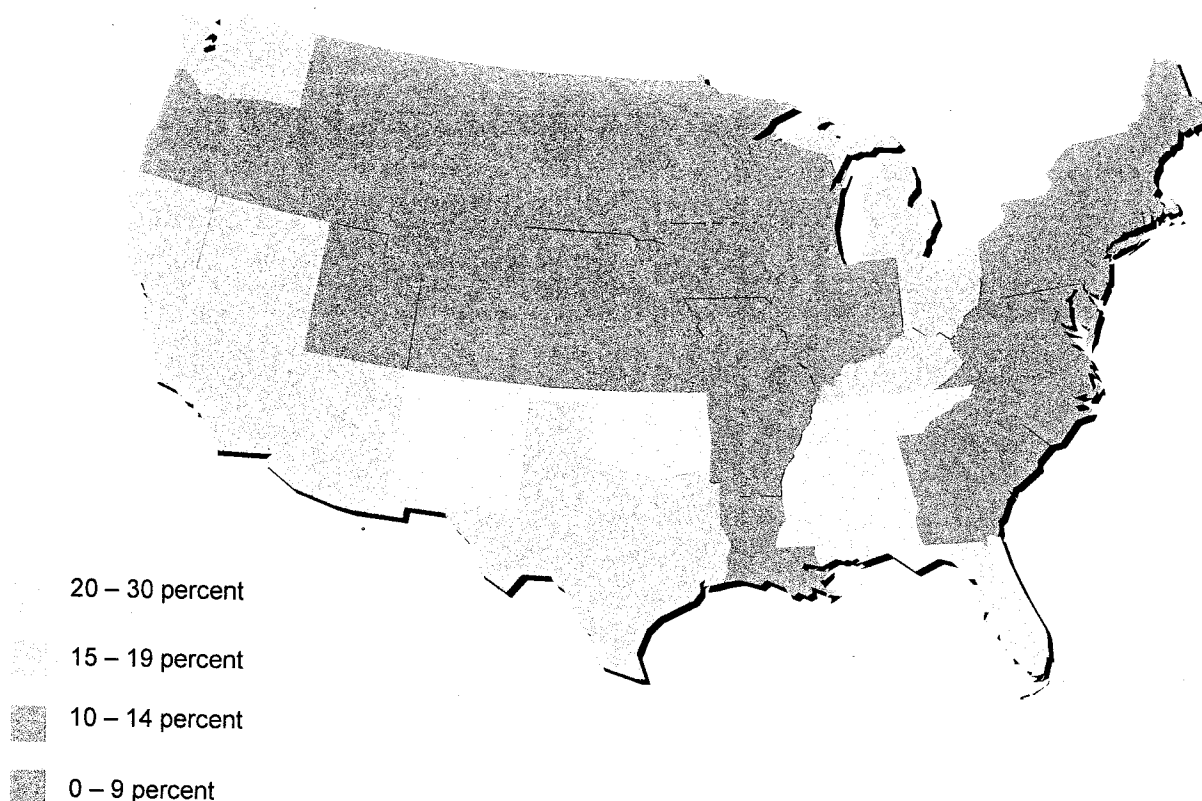 20 – 30 percent
15 – 19 percent
10 – 14 percent
0 – 9 percent